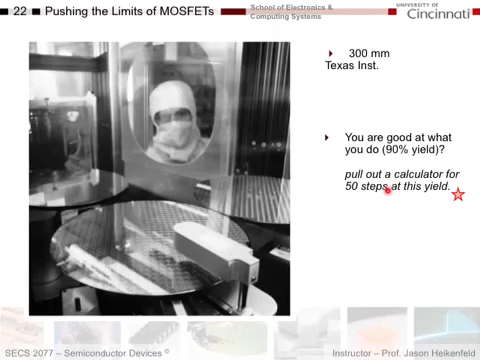 22 Pushing the Limits of MOSFETs
School of Electronics &
Computing Systems
UNIVERSITY OF
Cincinnati
300 mm
Texas Inst.
You are good at what
you do (90% yield)?
pull out a calculator for
50 steps at this yield.
SECS 2077 – Semiconductor Devices ©
Instructor – Prof. Jason Heikenfeld